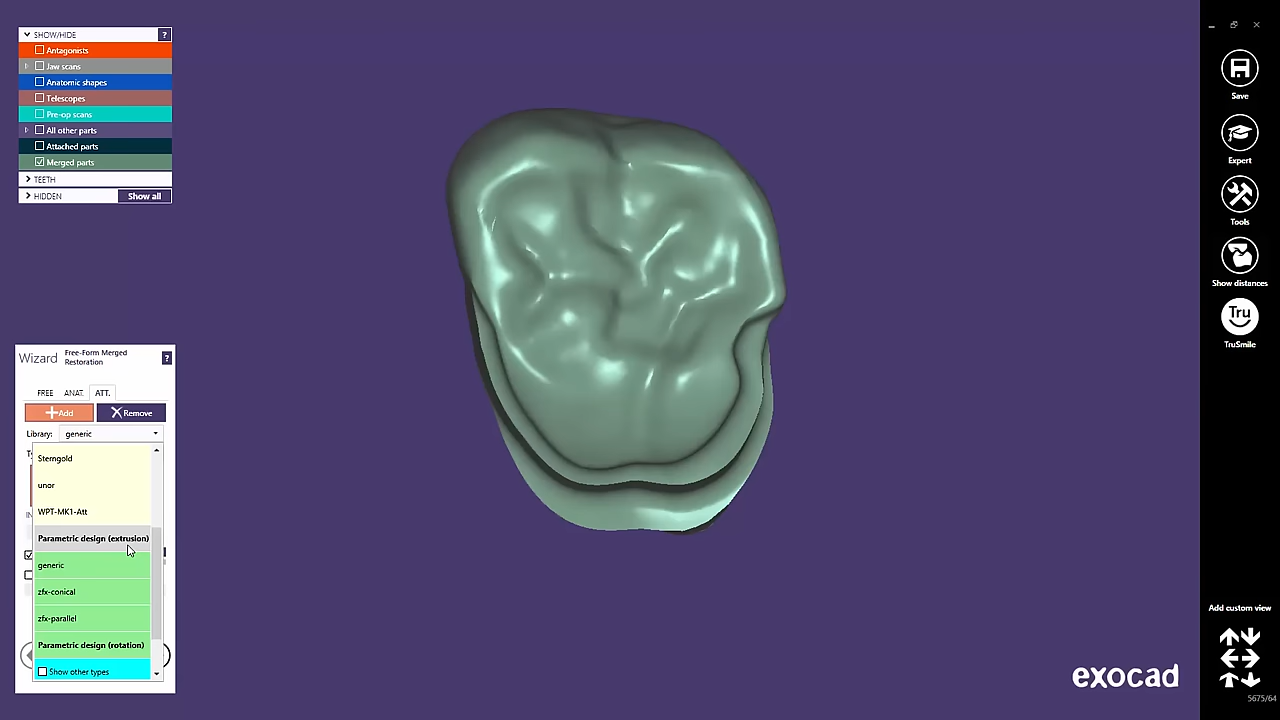 SHOW/HIDE ?
Antagonists
Jaw scans
Anatomic shapes
Telescopes
Pre-op scans
All other parts
Attached parts
Merged parts
TEETH
HIDDEN Show all
Wizard Free-Form Merged Restoration ?
FREE ANAT. ATT.
Add Remove
Library: generic
Sterngold
unor
WPT-MK1-Att
Parametric design (extrusion)
generic
zfx-conical
zfx-parallel
Parametric design (rotation)
Show other types
Save
Expert
Tools
Show distances
Tru
TruSmile
Add custom view
exocad
5675/64